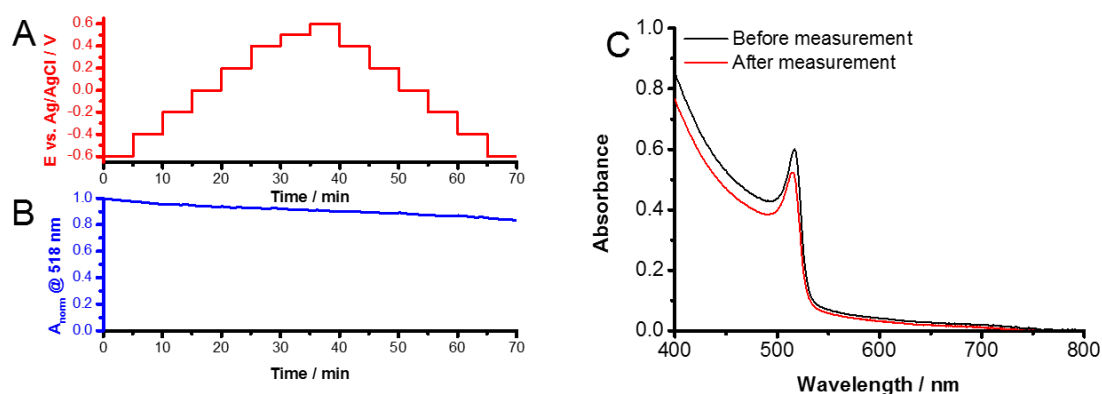 A
E vs. Ag/AgCl / V
0.6
0.4
0.2
0.0
-0.2
-0.4
-0.6
0 10 20 30 40 50 60 70
Time / min
B
A_norm @ 518 nm
1.0
0.8
0.6
0.4
0.2
0.0
0 10 20 30 40 50 60 70
Time / min
C
Before measurement
After measurement
Absorbance
1.0
0.8
0.6
0.4
0.2
0.0
400 500 600 700 800
Wavelength / nm